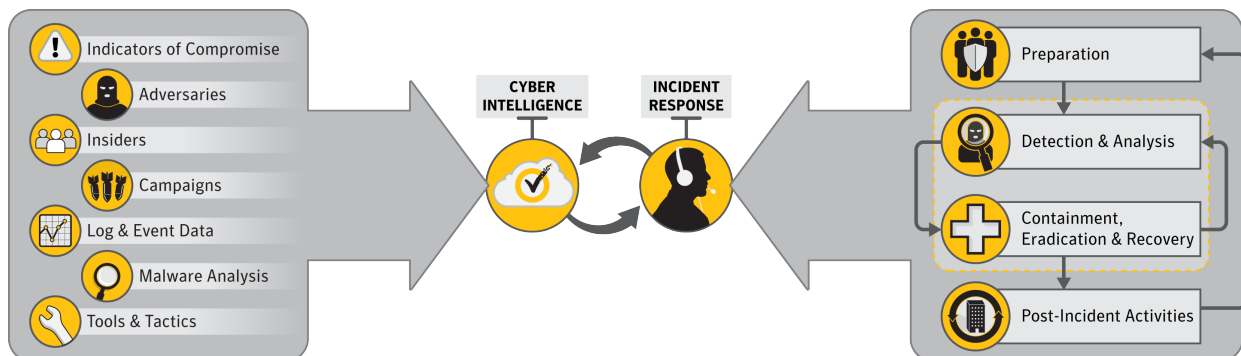 Indicators of Compromise
Adversaries
Insiders
Campaigns
Log & Event Data
Malware Analysis
Tools & Tactics
CYBER
INTELLIGENCE
INCIDENT
RESPONSE
Preparation
Detection & Analysis
Containment,
Eradication & Recovery
Post-Incident Activities